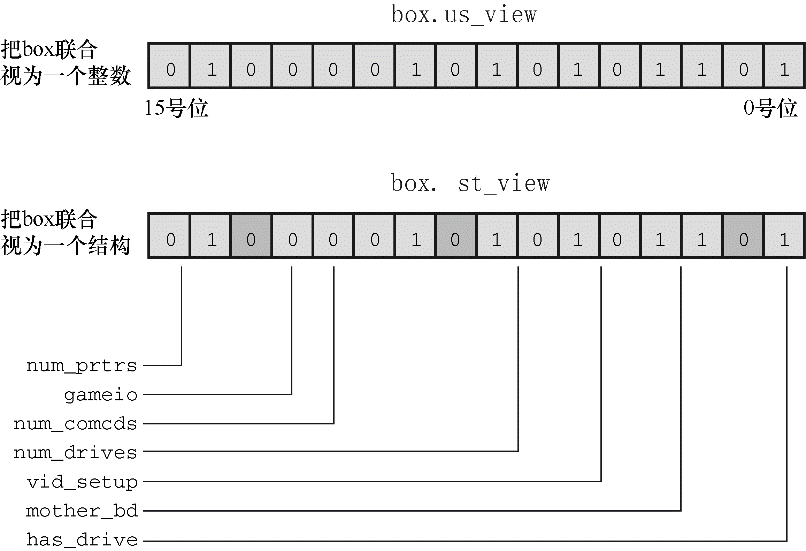 box.us_view
把box联合
视为一个整数
0 1 0 0 0 0 1 0 1 0 1 0 1 1 0 1
15号位 0号位
box. st_view
把box联合
视为一个结构
0 1 0 0 0 0 1 0 1 0 1 0 1 1 0 1
num_prtrs
gameio
num_comcds
num_drives
vid_setup
mother_bd
has_drive